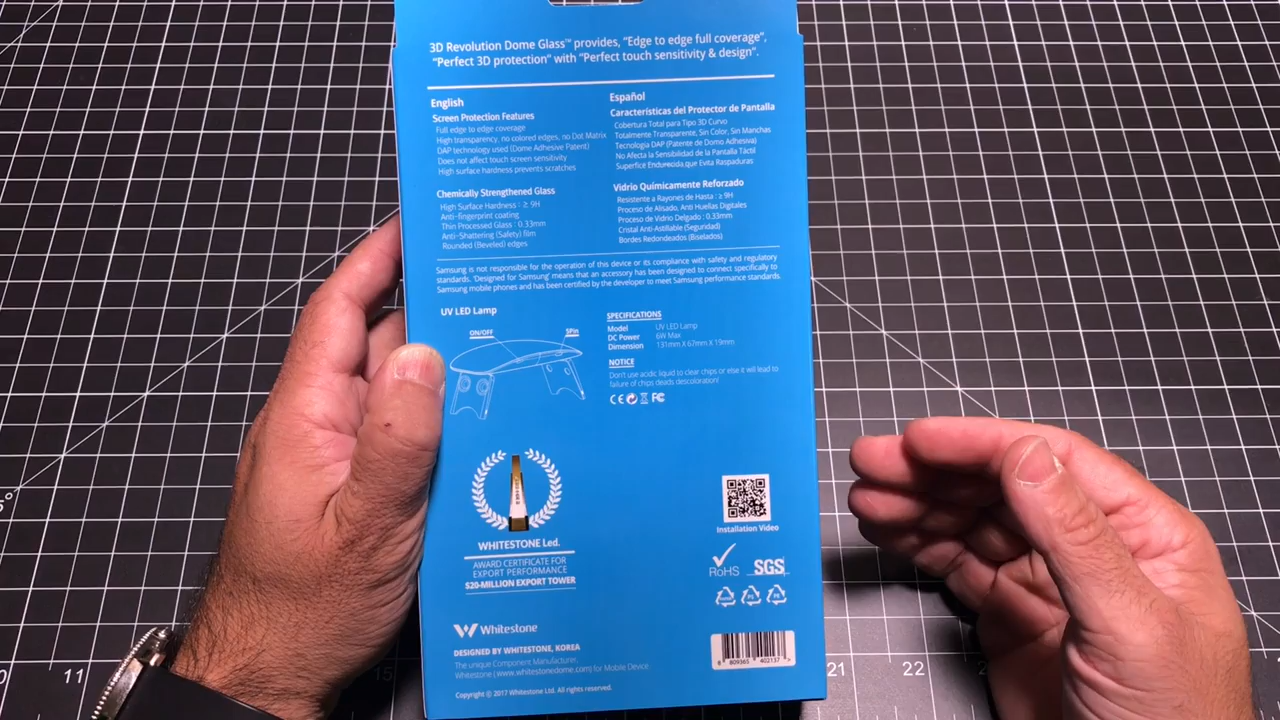 3D Revolution Dome Glass™ provides, "Edge to edge full coverage",
"Perfect 3D protection" with "Perfect touch sensitivity & design".
English
Screen Protection Features
Full edge to edge coverage
High transparency, no colored edges, no Dot Matrix
DAP technology used (Dome Adhesive Patent)
Does not affect touch screen sensitivity
High surface hardness prevents scratches
Chemically Strengthened Glass
High Surface Hardness : ≥ 9H
Anti-fingerprint coating
Thin Processed Glass : 0.33mm
Anti-Shattering (Safety) film
Rounded (Beveled) edges
Español
Características del Protector de Pantalla
Cobertura Total para Tipo 3D Curvo
Totalmente Transparente, Sin Color, Sin Manchas
Tecnologia DAP (Patente de Domo Adhesiva)
No Afecta la Sensibilidad de la Pantalla Táctil
Superfice Endurecida que Evita Raspaduras
Vidrio Químicamente Reforzado
Resistente a Rayones de Hasta : ≥ 9H
Proceso de Alisado, Anti Huellas Digitales
Proceso de Vidrio Delgado : 0.33mm
Cristal Anti-Astillable (Seguridad)
Bordes Redondeados (Biselados)
Samsung is not responsible for the operation of this device or its compliance with safety and regulatory
standards. 'Designed for Samsung' means that an accessory has been designed to connect specifically to
Samsung mobile phones and has been certified by the developer to meet Samsung performance standards.
UV LED Lamp
ON/OFF
5Pin
SPECIFICATIONS
Model UV LED Lamp
DC Power 6W Max
Dimension 131mm X 67mm X 19mm
NOTICE
Don't use acidic liquid to clear chips or else it will lead to
failure of chips deads descoloration/
CE FC
WHITESTONE Led.
AWARD CERTIFICATE FOR
EXPORT PERFORMANCE
$20-MILLION EXPORT TOWER
Installation Video
RoHS SGS
Whitestone
DESIGNED BY WHITESTONE, KOREA
The unique Component Manufacturer,
Whitestone (www.whitestonedome.com) for Mobile Device
Copyright © 2017 Whitestone Ltd. All rights reserved.
8 809365 402137 >
11
15
21
22
5°